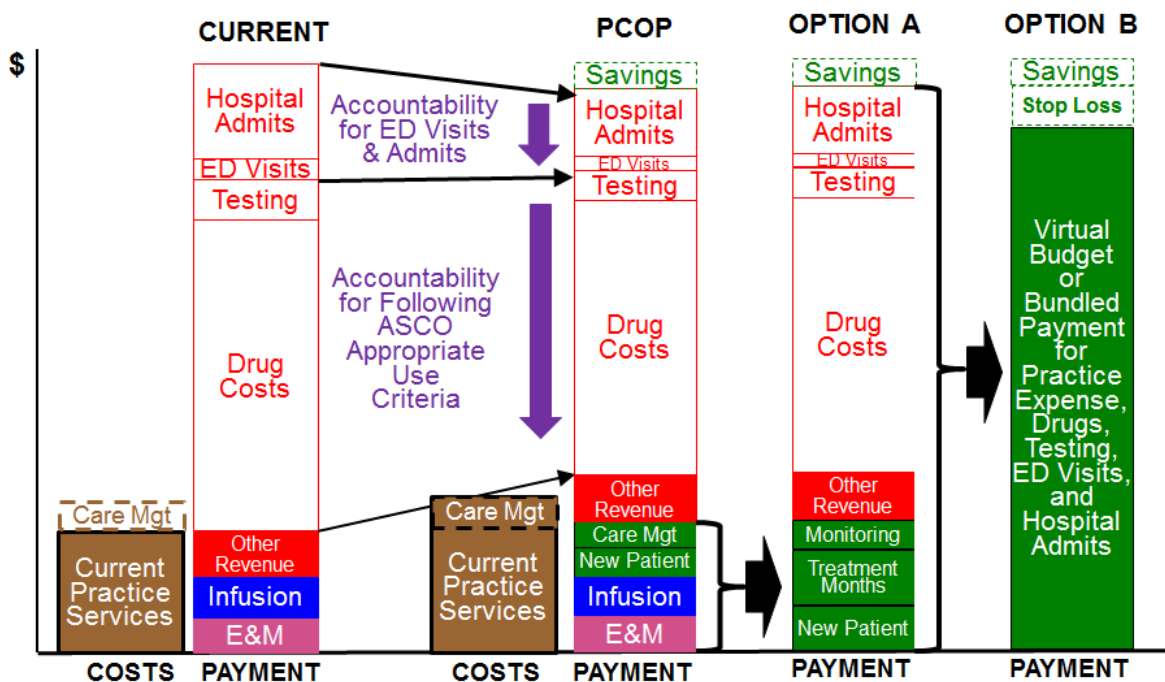 CURRENT
PCOP
OPTION A
OPTION B
$
Hospital
Admits
ED Visits
Testing
Drug
Costs
Other
Revenue
Infusion
E&M
Care Mgt
Current
Practice
Services
Accountability
for ED Visits
& Admits
Accountability
for Following
ASCO
Appropriate
Use
Criteria
Care Mgt
Current
Practice
Services
Savings
Hospital
Admits
ED Visits
Testing
Drug
Costs
Other
Revenue
Care Mgt
New Patient
Infusion
E&M
Savings
Hospital
Admits
ED Visits
Testing
Drug
Costs
Other
Revenue
Monitoring
Treatment
Months
New Patient
Savings
Stop Loss
Virtual
Budget
or
Bundled
Payment
for
Practice
Expense,
Drugs,
Testing,
ED Visits,
and
Hospital
Admits
COSTS
PAYMENT
COSTS
PAYMENT
PAYMENT
PAYMENT